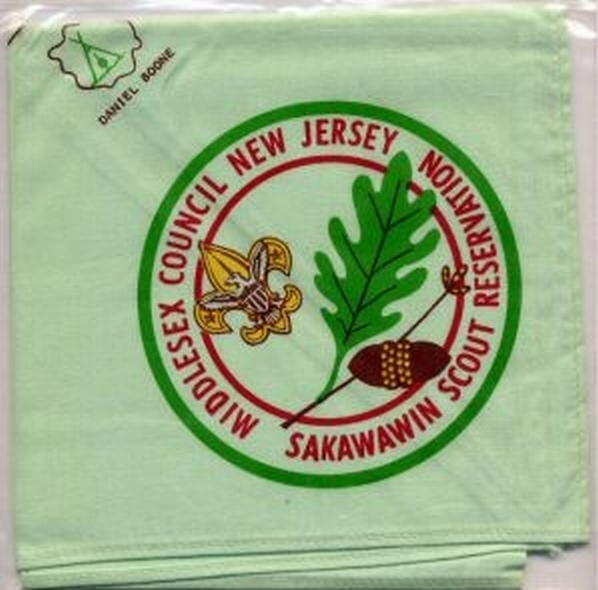 DANIEL BOONE
MIDDLESEX COUNCIL NEW JERSEY
SAKAWAWIN SCOUT RESERVATION